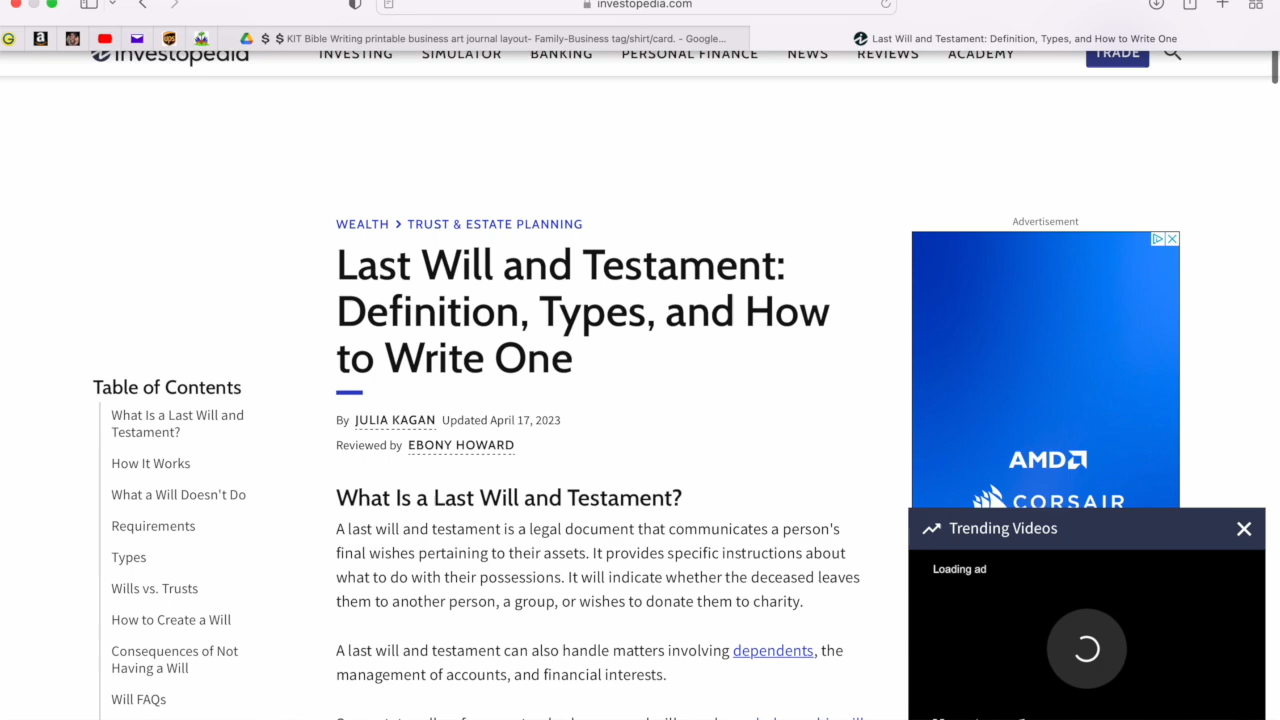 investopedia.com
$ $ KIT Bible Writing printable business art journal layout- Family-Business tag/shirt/card. - Google...
Last Will and Testament: Definition, Types, and How to Write One
Investopedia
INVESTING
SIMULATOR
BANKING
PERSONAL FINANCE
NEWS
REVIEWS
ACADEMY
TRADE
WEALTH > TRUST & ESTATE PLANNING
Last Will and Testament:
Definition, Types, and How
to Write One
By JULIA KAGAN Updated April 17, 2023
Reviewed by EBONY HOWARD
Table of Contents
What Is a Last Will and
Testament?
How It Works
What a Will Doesn't Do
Requirements
Types
Wills vs. Trusts
How to Create a Will
Consequences of Not
Having a Will
Will FAQs
What Is a Last Will and Testament?
A last will and testament is a legal document that communicates a person's
final wishes pertaining to their assets. It provides specific instructions about
what to do with their possessions. It will indicate whether the deceased leaves
them to another person, a group, or wishes to donate them to charity.
A last will and testament can also handle matters involving dependents, the
management of accounts, and financial interests.
Advertisement
AMD
CORSAIR
Trending Videos
Loading ad